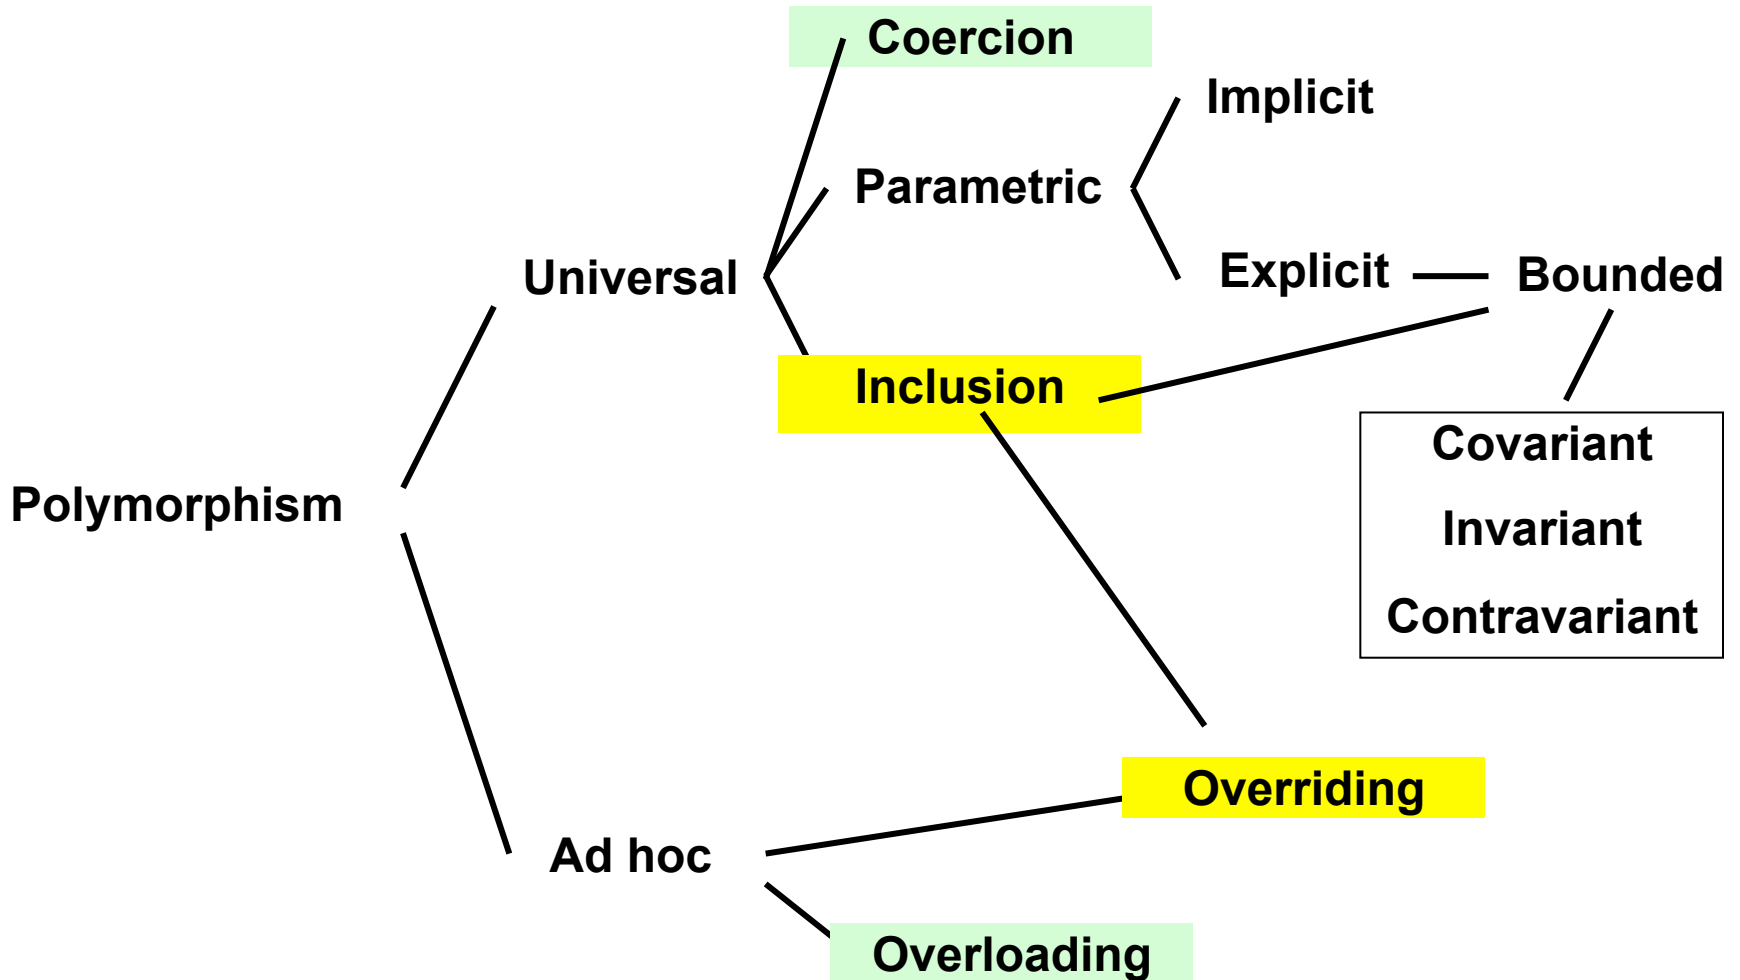 Coercion
Implicit
Parametric
Universal
Explicit
Bounded
Inclusion
Covariant
Polymorphism
Invariant
Contravariant
Overriding
Ad hoc
Overloading